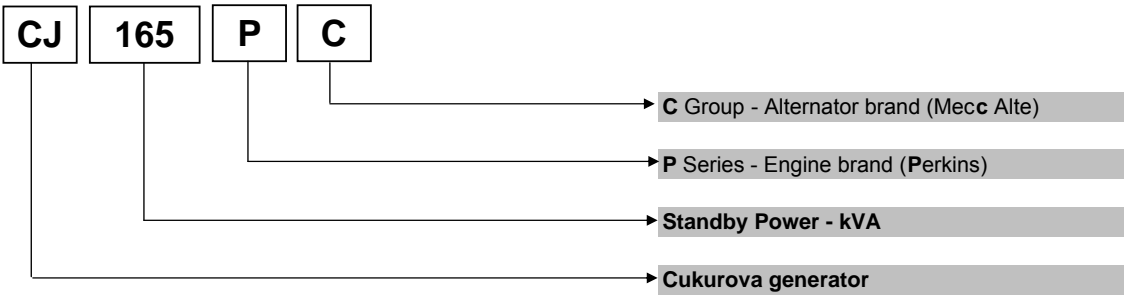 CJ 165 P C
C Group - Alternator brand (Mecc Alte)
P Series - Engine brand (Perkins)
Standby Power - kVA
Cukurova generator